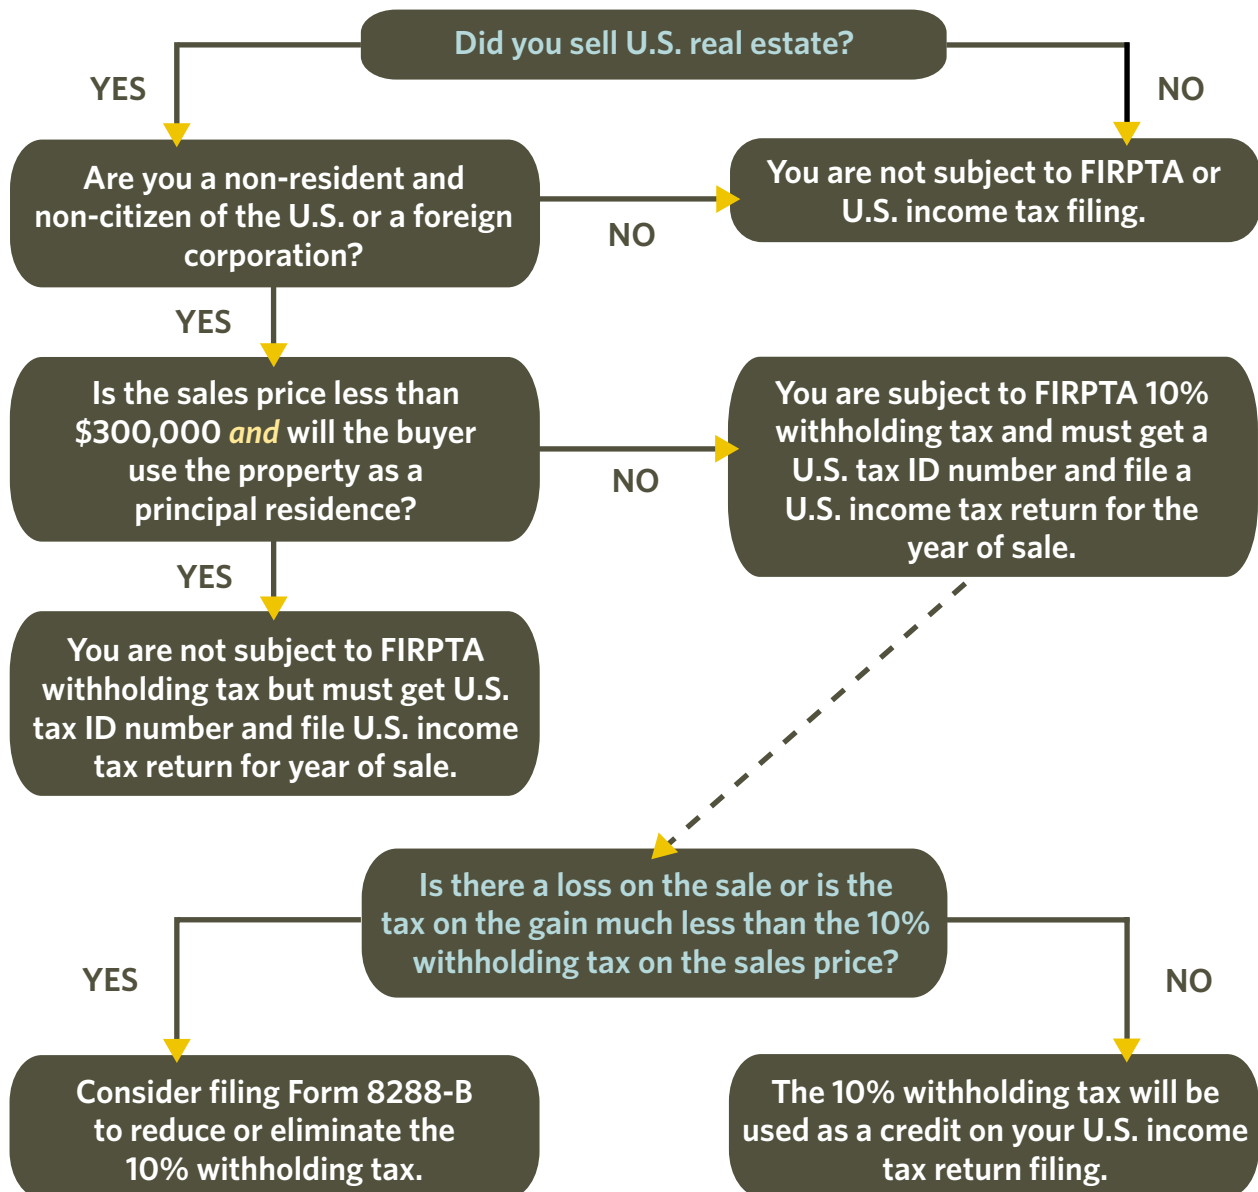 Did you sell U.S. real estate?
YES
NO
Are you a non-resident and
non-citizen of the U.S. or a foreign
corporation?
NO
You are not subject to FIRPTA or
U.S. income tax filing.
YES
Is the sales price less than
$300,000 and will the buyer
use the property as a
principal residence?
NO
You are subject to FIRPTA 10%
withholding tax and must get a
U.S. tax ID number and file a
U.S. income tax return for the
year of sale.
YES
You are not subject to FIRPTA
withholding tax but must get U.S.
tax ID number and file U.S. income
tax return for year of sale.
Is there a loss on the sale or is the
tax on the gain much less than the 10%
withholding tax on the sales price?
YES
NO
Consider filing Form 8288-B
to reduce or eliminate the
10% withholding tax.
The 10% withholding tax will be
used as a credit on your U.S. income
tax return filing.